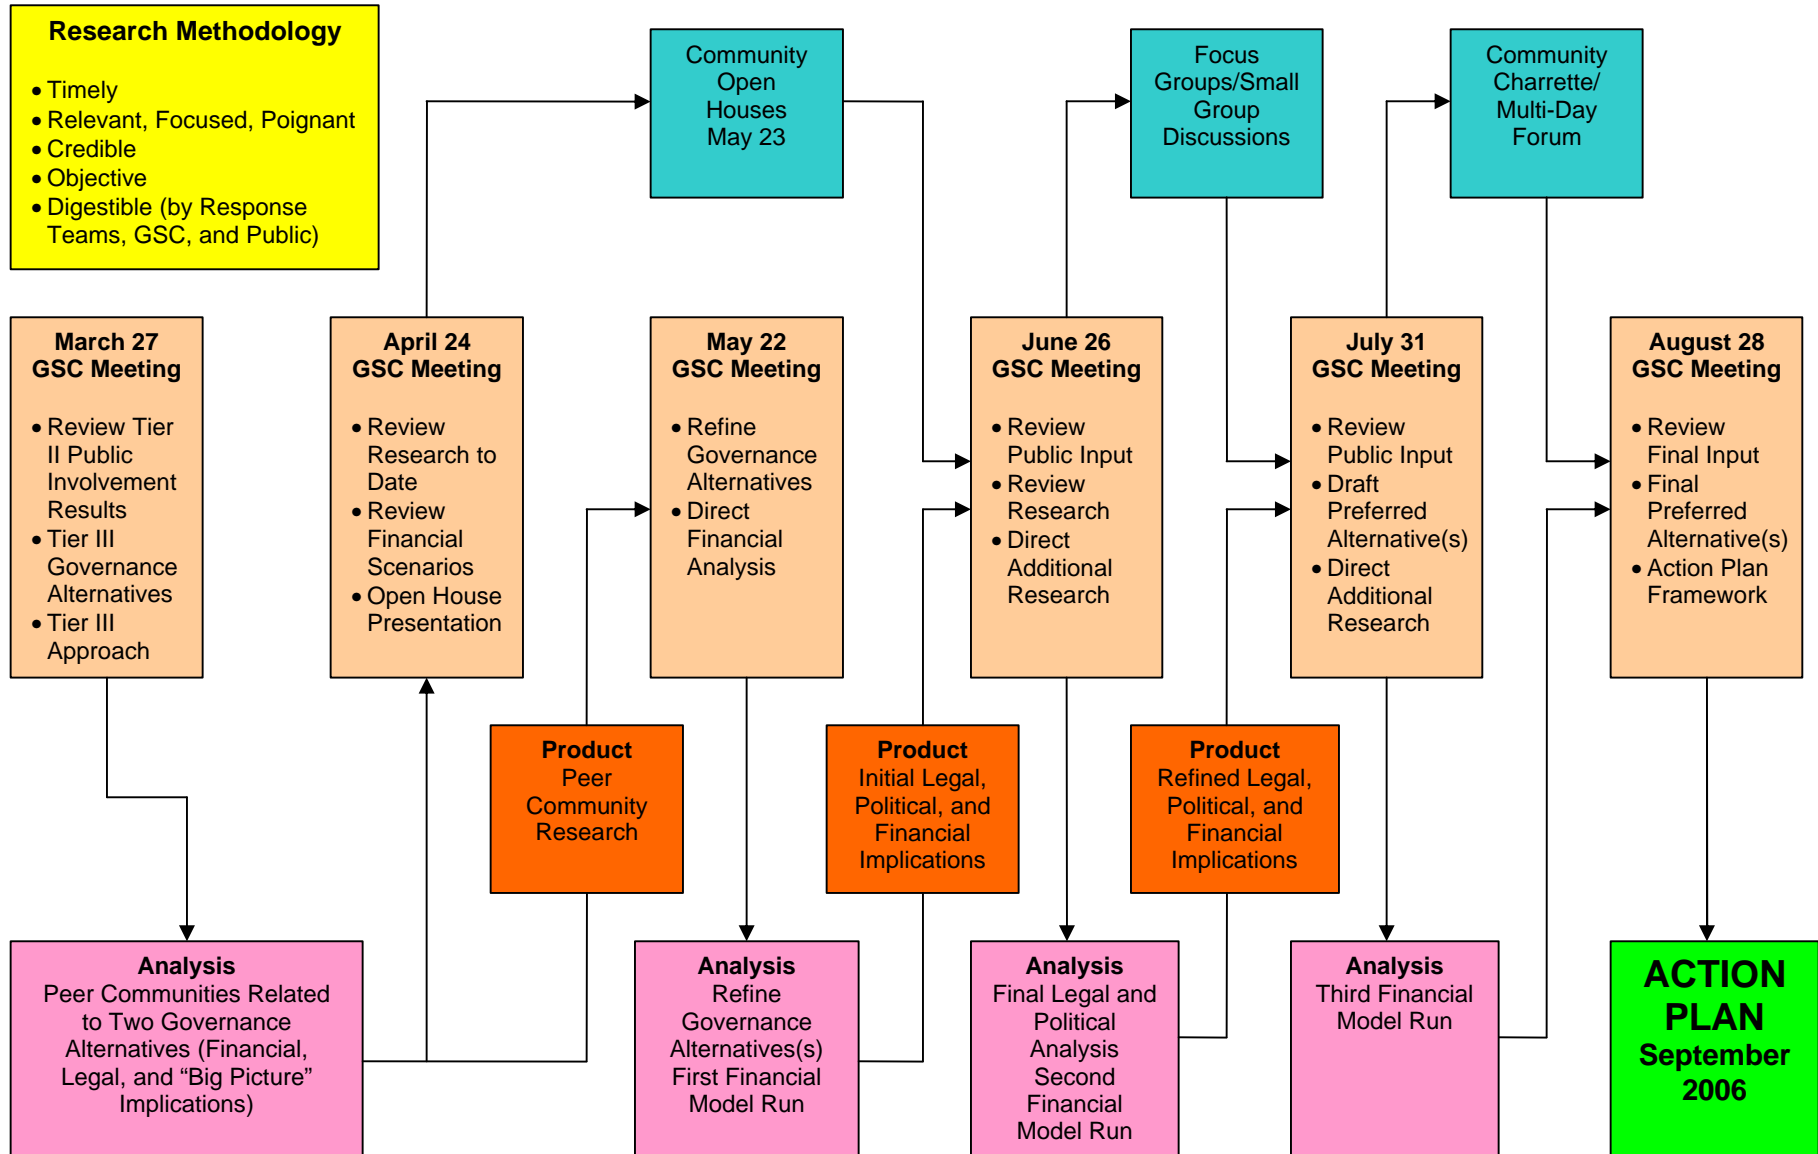 Research Methodology
• Timely
• Relevant, Focused, Poignant
• Credible
• Objective
• Digestible (by Response
Teams, GSC, and Public)
Community
Open
Houses
May 23
Focus
Groups/Small
Group
Discussions
Community
Charrette/
Multi-Day
Forum
March 27
GSC Meeting
• Review Tier
II Public
Involvement
Results
• Tier III
Governance
Alternatives
• Tier III
Approach
April 24
GSC Meeting
• Review
Research to
Date
• Review
Financial
Scenarios
• Open House
Presentation
May 22
GSC Meeting
• Refine
Governance
Alternatives
• Direct
Financial
Analysis
June 26
GSC Meeting
• Review
Public Input
• Review
Research
• Direct
Additional
Research
July 31
GSC Meeting
• Review
Public Input
• Draft
Preferred
Alternative(s)
• Direct
Additional
Research
August 28
GSC Meeting
• Review
Final Input
• Final
Preferred
Alternative(s)
• Action Plan
Framework
Product
Peer
Community
Research
Product
Initial Legal,
Political, and
Financial
Implications
Product
Refined Legal,
Political, and
Financial
Implications
Analysis
Peer Communities Related
to Two Governance
Alternatives (Financial,
Legal, and “Big Picture”
Implications)
Analysis
Refine
Governance
Alternatives(s)
First Financial
Model Run
Analysis
Final Legal and
Political
Analysis
Second
Financial
Model Run
Analysis
Third Financial
Model Run
ACTION
PLAN
September
2006